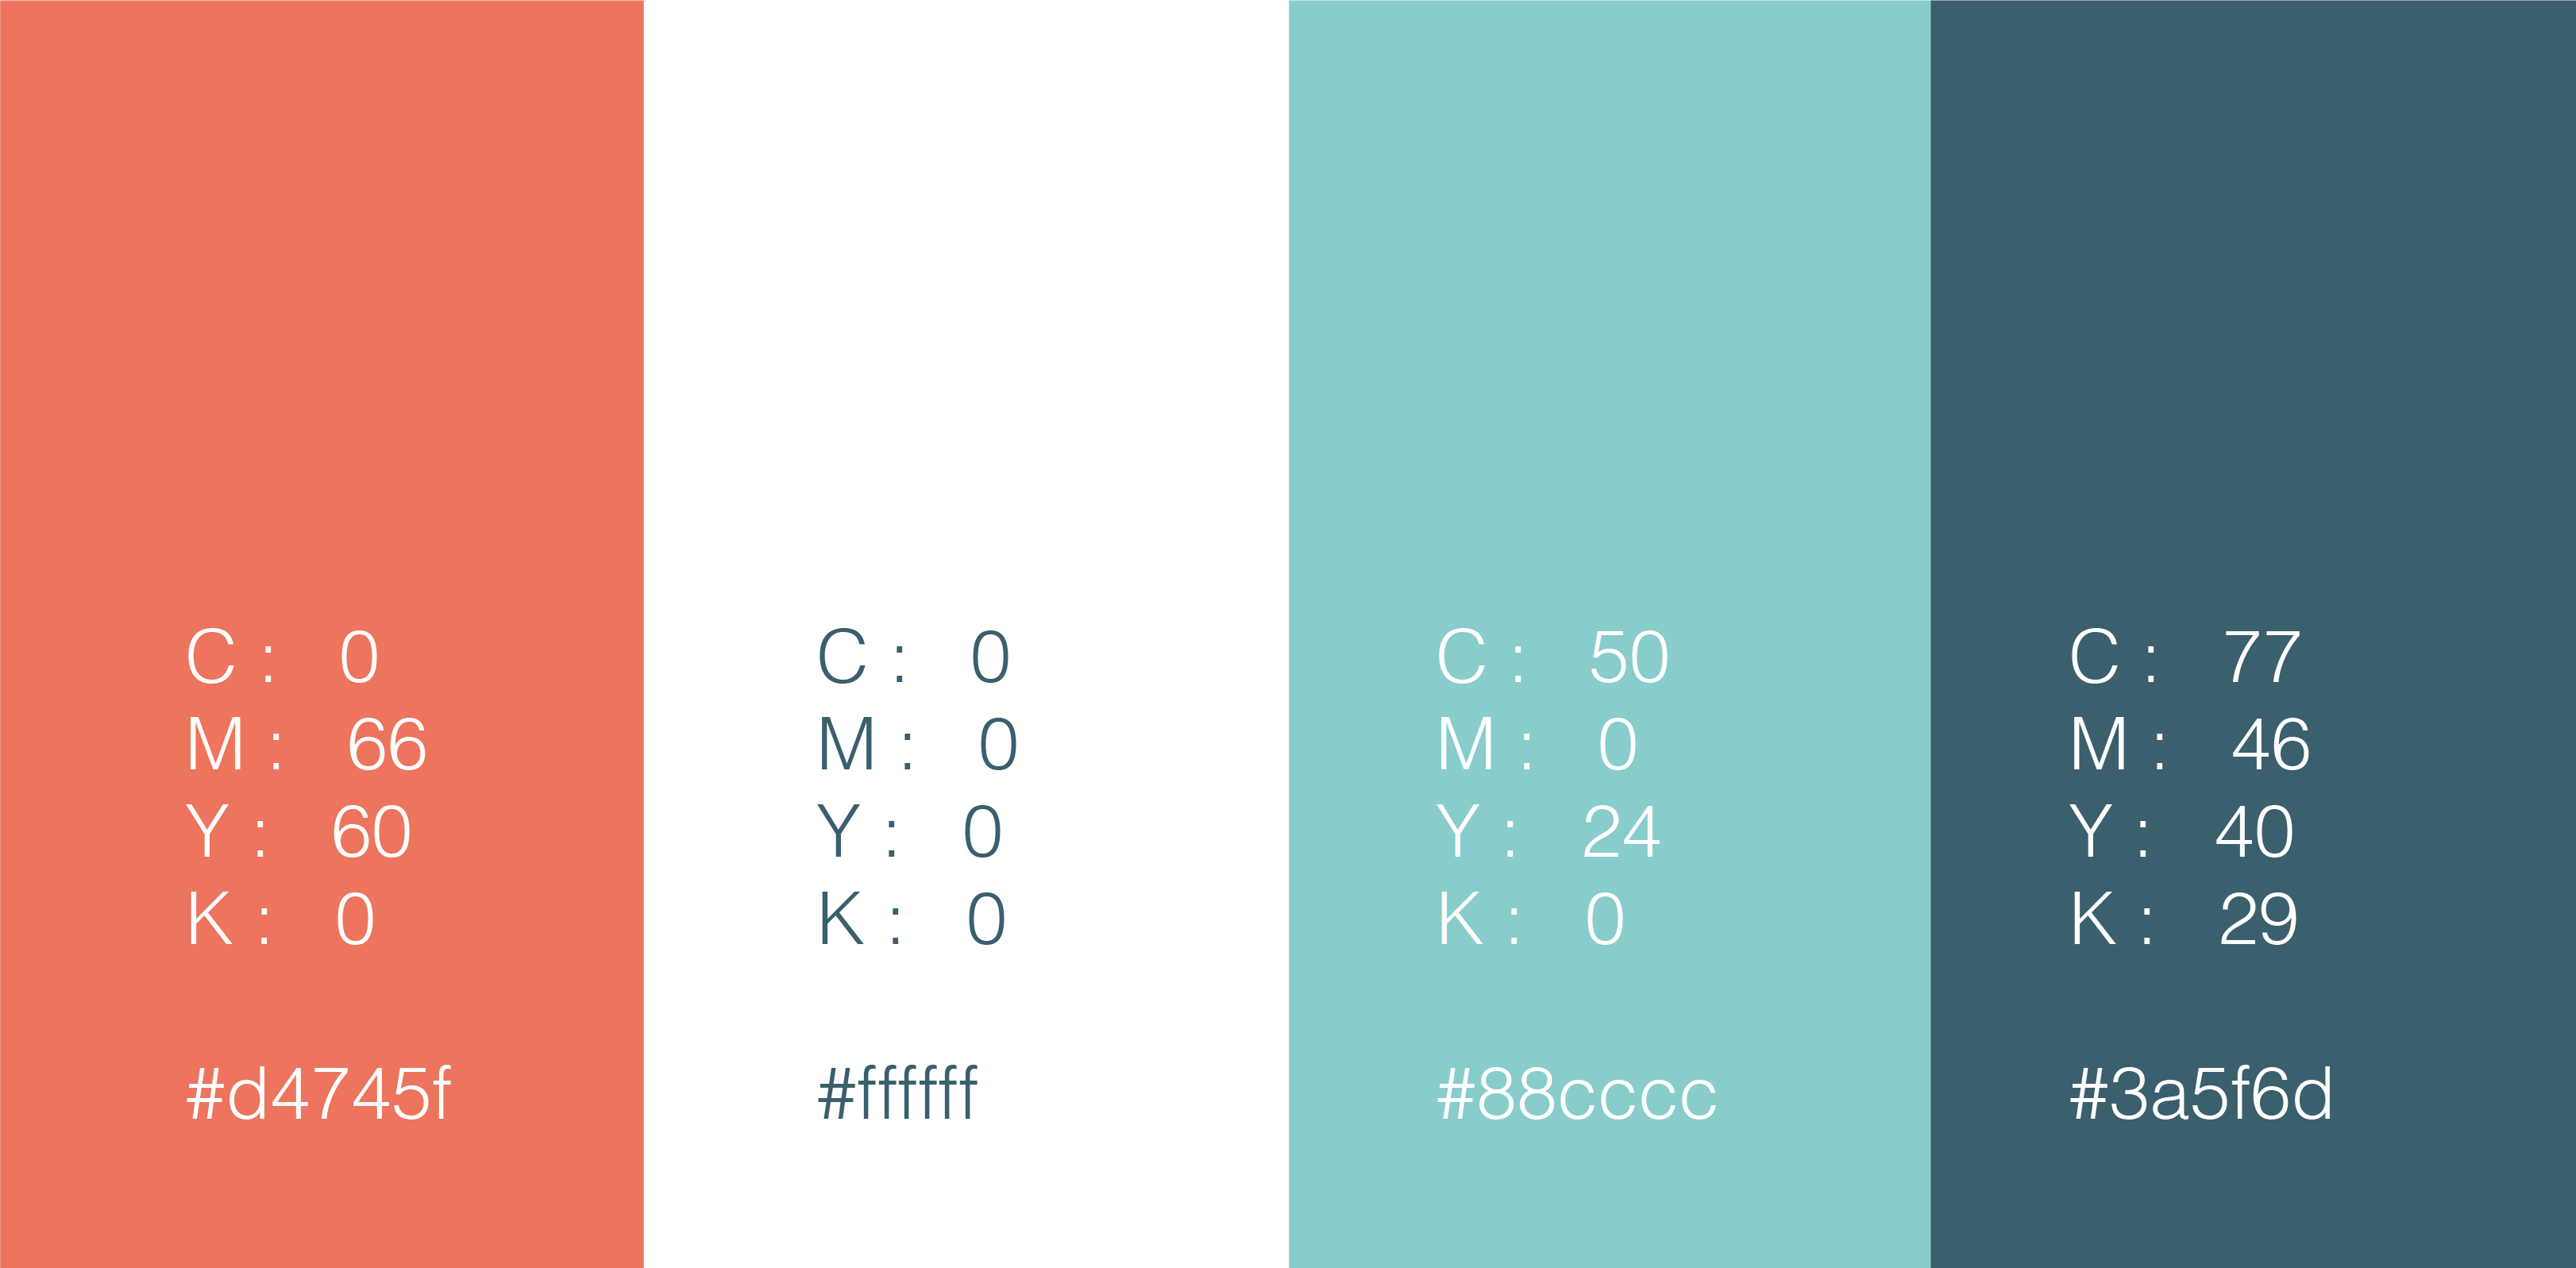 C : 0
M : 66
Y : 60
K : 0
#d4745f
C : 0
M : 0
Y : 0
K : 0
#ffffff
C : 50
M : 0
Y : 24
K : 0
#88cccc
C : 77
M : 46
Y : 40
K : 29
#3a5f6d